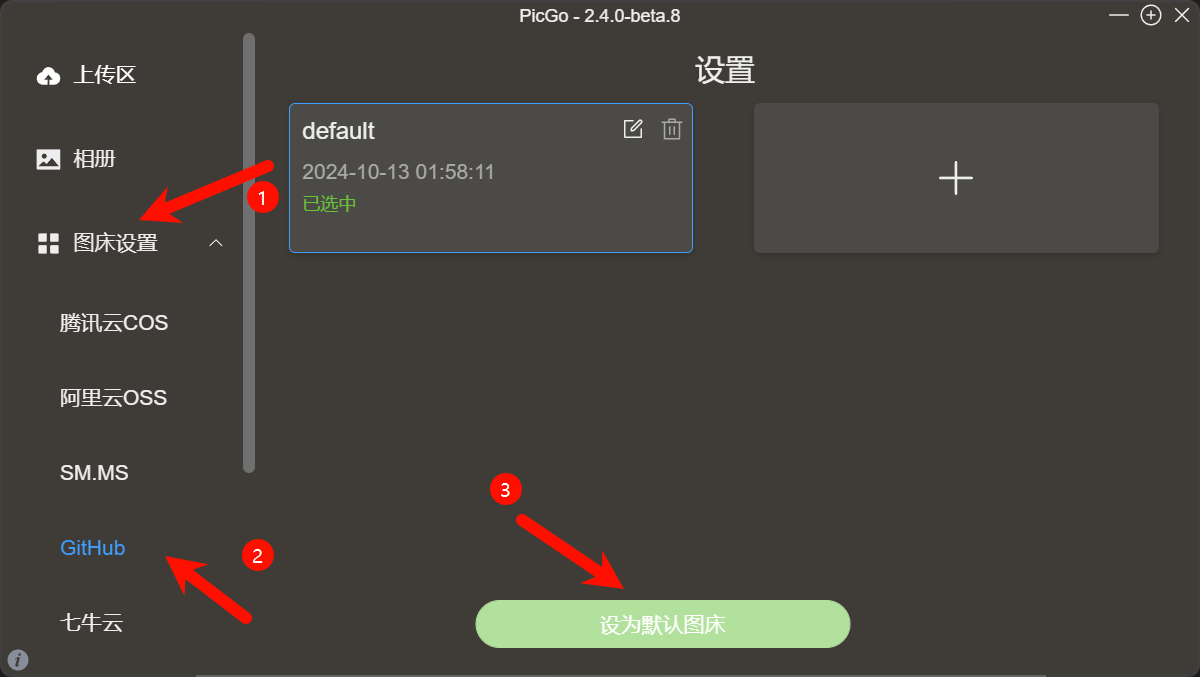 PicGo - 2.4.0-beta.8
上传区
相册
图床设置
腾讯云COS
阿里云OSS
SM.MS
GitHub
七牛云
设置
default
2024-10-13 01:58:11
已选中
设为默认图床
1
2
3
i